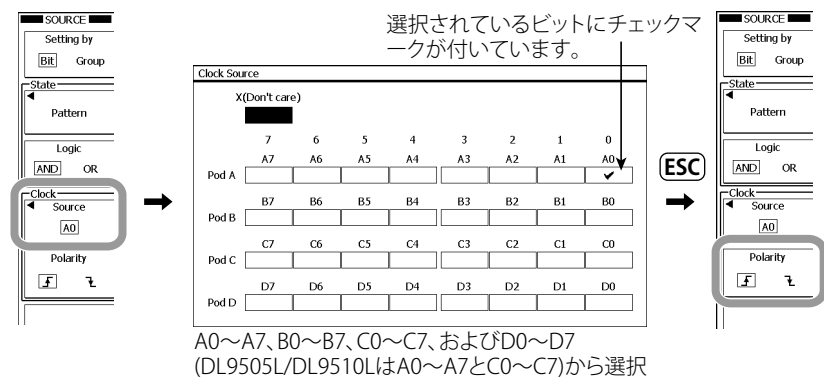 SOURCE
Setting by
Bit Group
State
Pattern
Logic
AND OR
Clock
Source
A0
Polarity
選択されているビットにチェックマ
ークが付いています。
Clock Source
X(Don't care)
7 6 5 4 3 2 1 0
A7 A6 A5 A4 A3 A2 A1 A0
Pod A
B7 B6 B5 B4 B3 B2 B1 B0
Pod B
C7 C6 C5 C4 C3 C2 C1 C0
Pod C
D7 D6 D5 D4 D3 D2 D1 D0
Pod D
A0～A7、B0～B7、C0～C7、およびD0～D7
(DL9505L/DL9510LはA0～A7とC0～C7)から選択
ESC
SOURCE
Setting by
Bit Group
State
Pattern
Logic
AND OR
Clock
Source
A0
Polarity